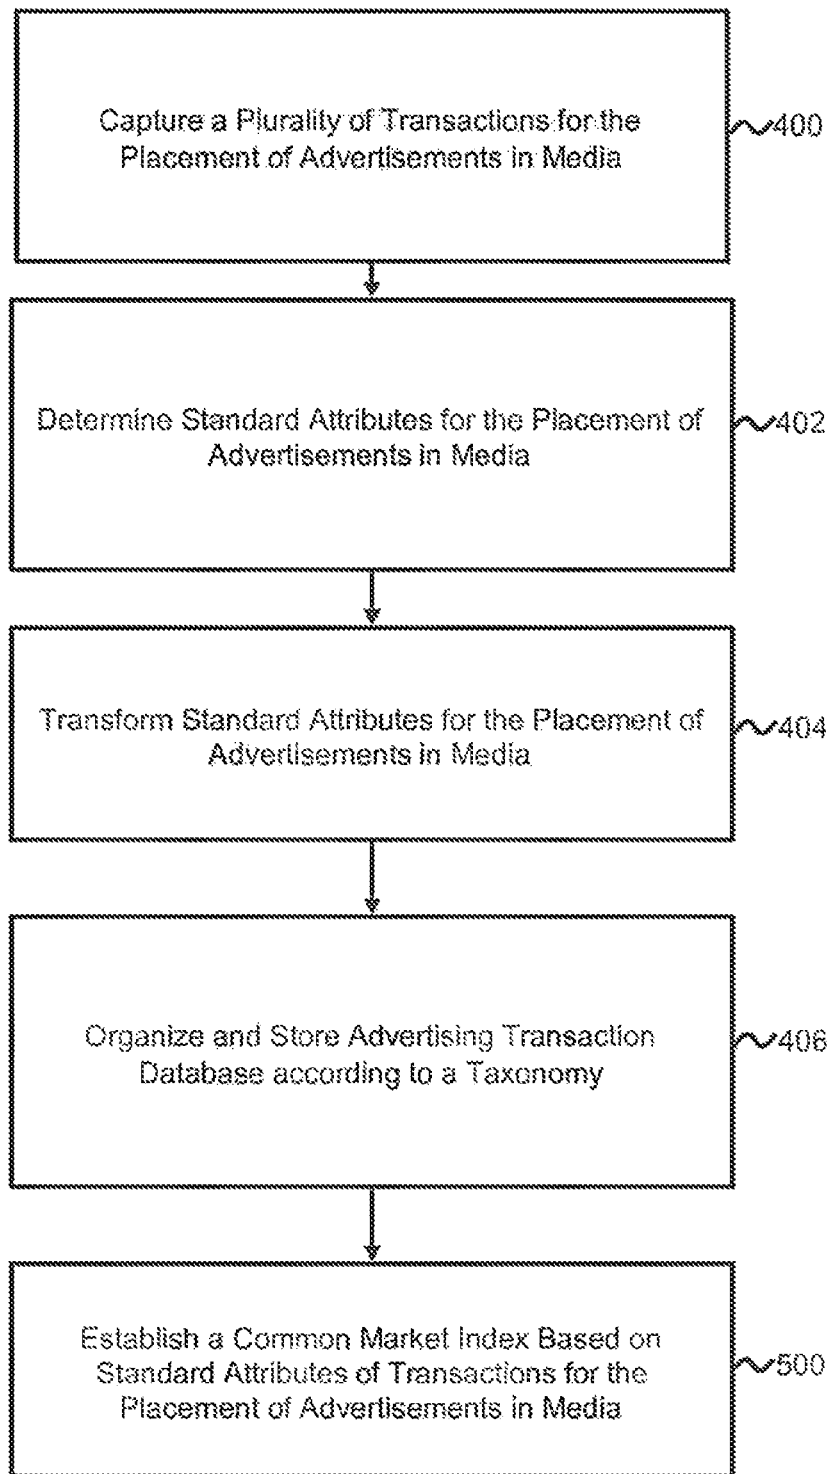 Capture a Plurality of Transactions for the
Placement of Advertisements in Media
400
Determine Standard Attributes for the Placement of
Advertisements in Media
402
Transform Standard Attributes for the Placement of
Advertisements in Media
404
Organize and Store Advertising Transaction
Database according to a Taxonomy
406
Establish a Common Market Index Based on
Standard Attributes of Transactions for the
Placement of Advertisements in Media
500